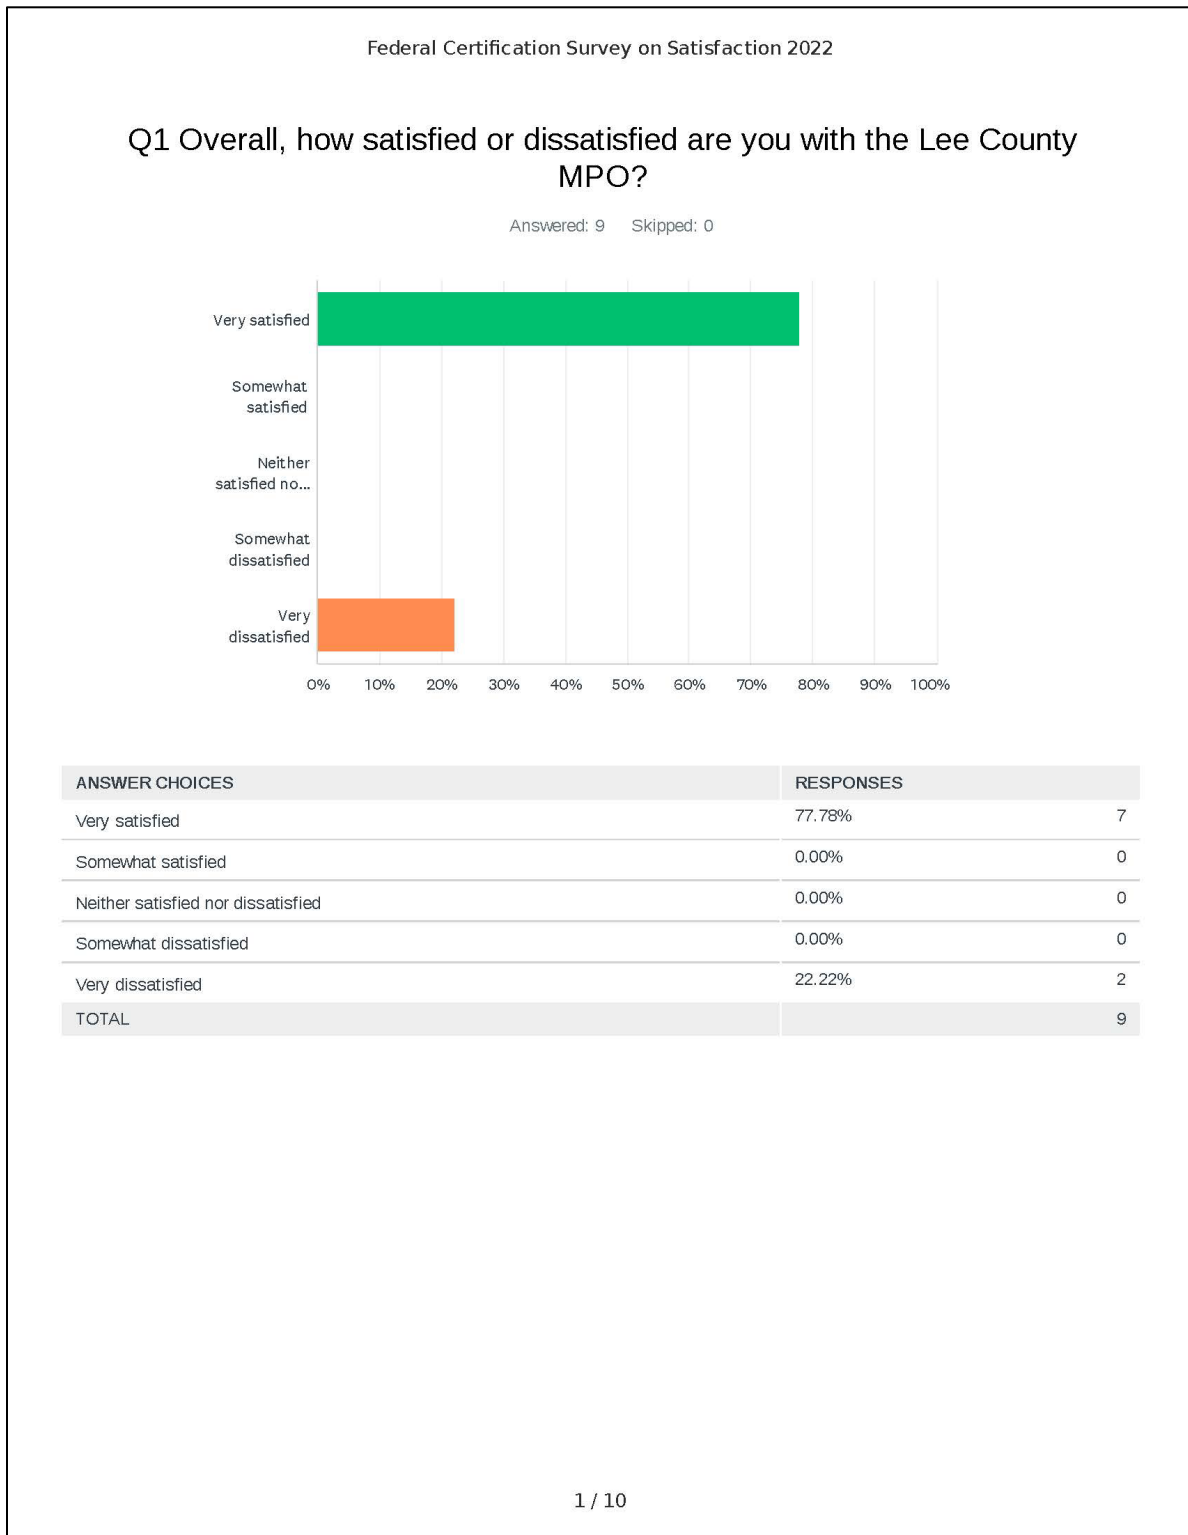 Federal Certification Survey on Satisfaction 2022
Q1 Overall, how satisfied or dissatisfied are you with the Lee County
MPO?
Answered: 9 Skipped: 0
Very satisfied
Somewhat
satisfied
Neither
satisfied no...
Somewhat
dissatisfied
Very
dissatisfied
0% 10% 20% 30% 40% 50% 60% 70% 80% 90% 100%
ANSWER CHOICES RESPONSES
Very satisfied 77.78% 7
Somewhat satisfied 0.00% 0
Neither satisfied nor dissatisfied 0.00% 0
Somewhat dissatisfied 0.00% 0
Very dissatisfied 22.22% 2
TOTAL 9
1 / 10